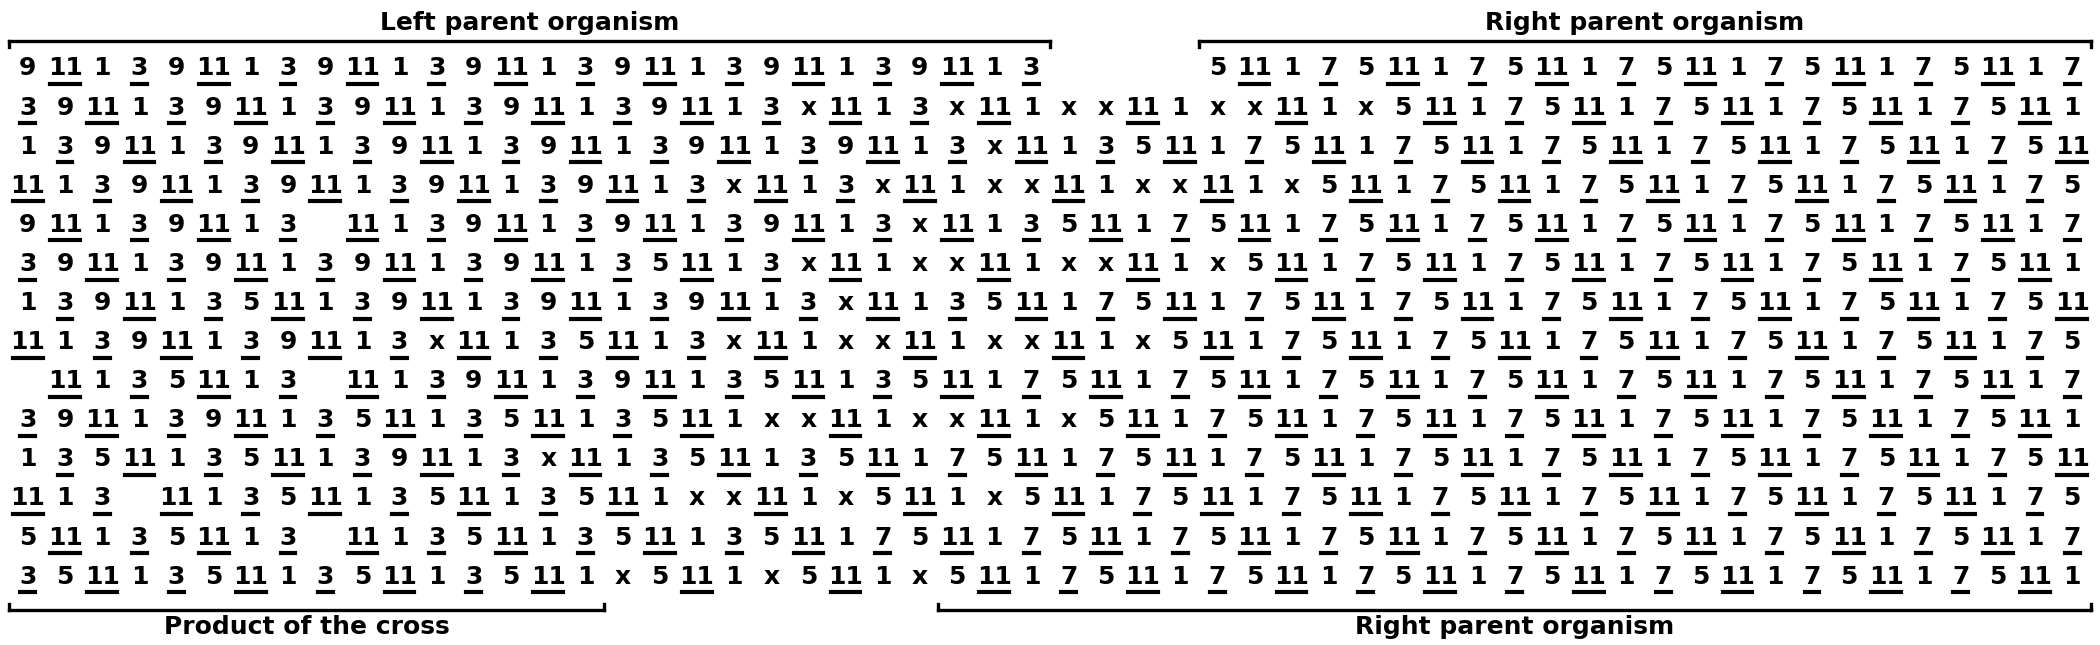 Left parent organism Right parent organism
9 11 1 3 9 11 1 3 9 11 1 3 9 11 1 3 9 11 1 3 9 11 1 3 9 11 1 3 5 11 1 7 5 11 1 7 5 11 1 7 5 11 1 7 5 11 1 7 5 11 1 7
3 9 11 1 3 9 11 1 3 9 11 1 3 9 11 1 3 9 11 1 3 x 11 1 3 x 11 1 x x 11 1 x x 11 1 x 5 11 1 7 5 11 1 7 5 11 1 7 5 11 1 7 5 11 1
1 3 9 11 1 3 9 11 1 3 9 11 1 3 9 11 1 3 9 11 1 3 9 11 1 3 x 11 1 3 5 11 1 7 5 11 1 7 5 11 1 7 5 11 1 7 5 11 1 7 5 11 1 7 5 11
11 1 3 9 11 1 3 9 11 1 3 9 11 1 3 9 11 1 3 x 11 1 3 x 11 1 x x 11 1 x x 11 1 x 5 11 1 7 5 11 1 7 5 11 1 7 5 11 1 7 5 11 1 7 5
9 11 1 3 9 11 1 3 11 1 3 9 11 1 3 9 11 1 3 9 11 1 3 x 11 1 3 5 11 1 7 5 11 1 7 5 11 1 7 5 11 1 7 5 11 1 7 5 11 1 7 5 11 1 7
3 9 11 1 3 9 11 1 3 9 11 1 3 9 11 1 3 5 11 1 3 x 11 1 x x 11 1 x x 11 1 x 5 11 1 7 5 11 1 7 5 11 1 7 5 11 1 7 5 11 1 7 5 11 1
1 3 9 11 1 3 5 11 1 3 9 11 1 3 9 11 1 3 9 11 1 3 x 11 1 3 5 11 1 7 5 11 1 7 5 11 1 7 5 11 1 7 5 11 1 7 5 11 1 7 5 11 1 7 5 11
11 1 3 9 11 1 3 9 11 1 3 x 11 1 3 5 11 1 3 x 11 1 x x 11 1 x x 11 1 x 5 11 1 7 5 11 1 7 5 11 1 7 5 11 1 7 5 11 1 7 5 11 1 7 5
11 1 3 5 11 1 3 11 1 3 9 11 1 3 9 11 1 3 5 11 1 3 5 11 1 7 5 11 1 7 5 11 1 7 5 11 1 7 5 11 1 7 5 11 1 7 5 11 1 7 5 11 1 7
3 9 11 1 3 9 11 1 3 5 11 1 3 5 11 1 3 5 11 1 x x 11 1 x x 11 1 x 5 11 1 7 5 11 1 7 5 11 1 7 5 11 1 7 5 11 1 7 5 11 1 7 5 11 1
1 3 5 11 1 3 5 11 1 3 9 11 1 3 x 11 1 3 5 11 1 3 5 11 1 7 5 11 1 7 5 11 1 7 5 11 1 7 5 11 1 7 5 11 1 7 5 11 1 7 5 11 1 7 5 11
11 1 3 11 1 3 5 11 1 3 5 11 1 3 5 11 1 x x 11 1 x 5 11 1 x 5 11 1 7 5 11 1 7 5 11 1 7 5 11 1 7 5 11 1 7 5 11 1 7 5 11 1 7 5
5 11 1 3 5 11 1 3 11 1 3 5 11 1 3 5 11 1 3 5 11 1 7 5 11 1 7 5 11 1 7 5 11 1 7 5 11 1 7 5 11 1 7 5 11 1 7 5 11 1 7 5 11 1 7
3 5 11 1 3 5 11 1 3 5 11 1 3 5 11 1 x 5 11 1 x 5 11 1 x 5 11 1 7 5 11 1 7 5 11 1 7 5 11 1 7 5 11 1 7 5 11 1 7 5 11 1 7 5 11 1
Product of the cross Right parent organism